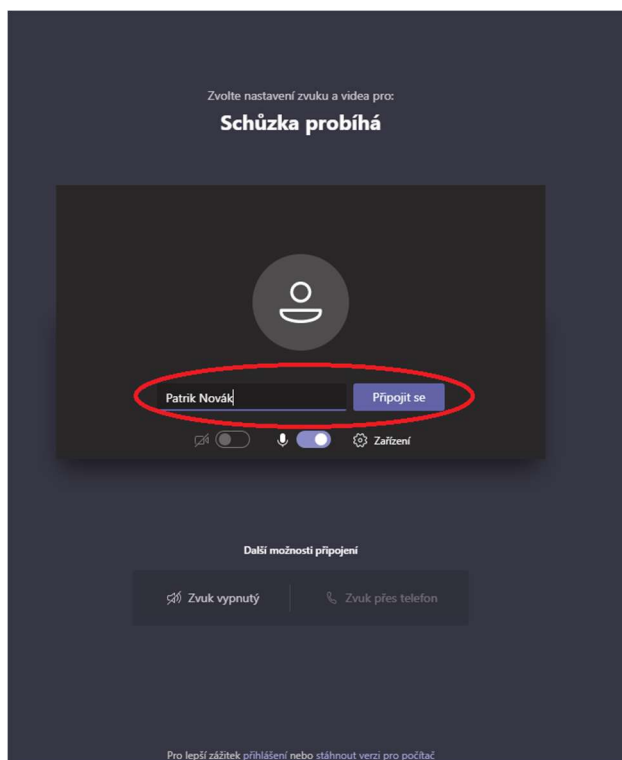 Zvolte nastavení zvuku a videa pro:
Schůzka probíhá
Patrik Novák
Připojit se
Zařízení
Další možnosti připojení
Zvuk vypnutý
Zvuk přes telefon
Pro lepší zážitek přihlášení nebo stáhnout verzi pro počítač